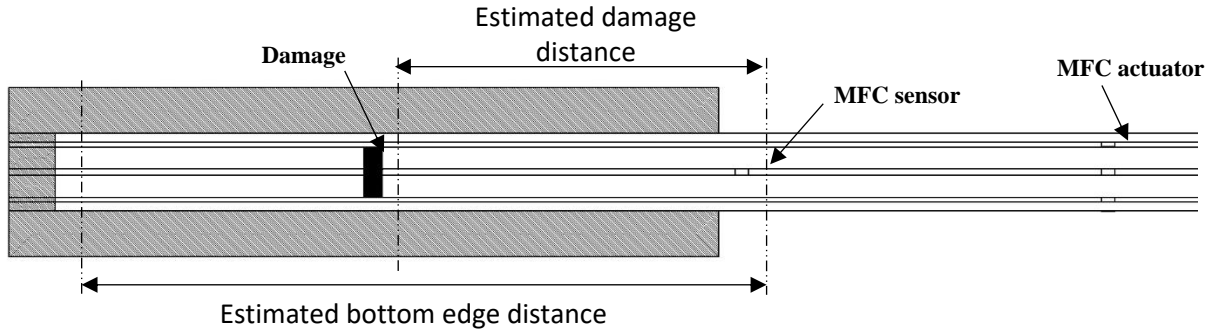 Estimated damage
distance
Damage
MFC actuator
MFC sensor
Estimated bottom edge distance